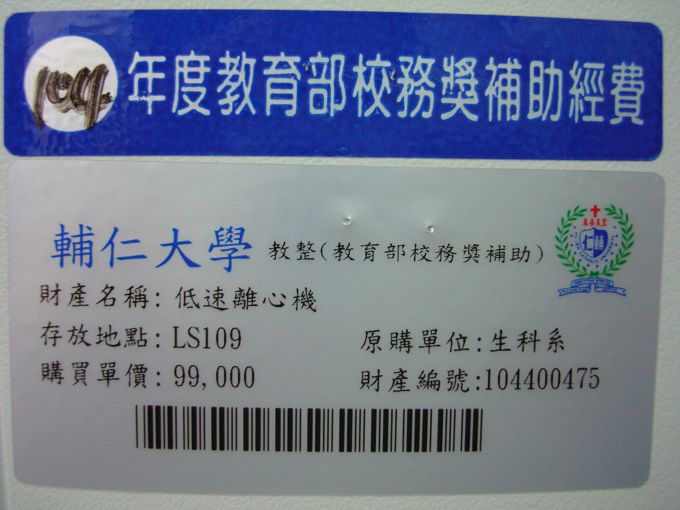 104 年度教育部校務獎補助經費
輔仁大學 教整(教育部校務獎補助)
財產名稱: 低速離心機
存放地點: LS109 原購單位:生科系
購買單價: 99,000 財產編號:104400475